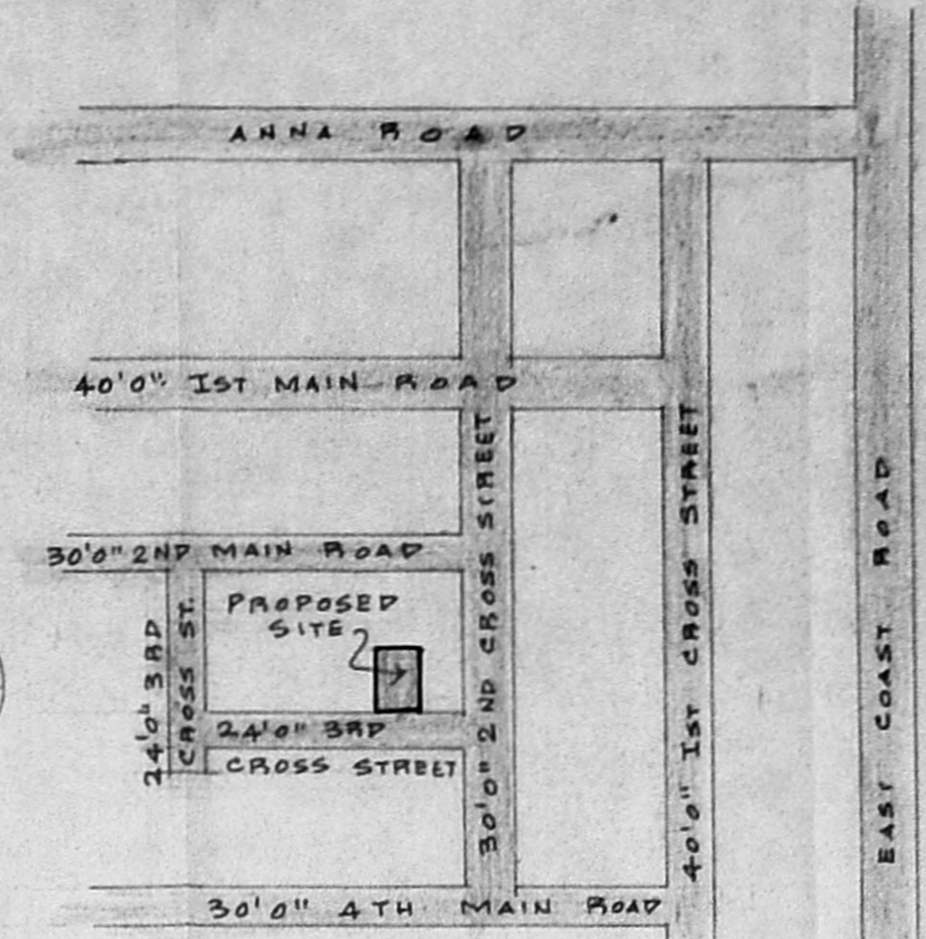 ANNA ROAD
40'0" IST MAIN ROAD
30'0" 2ND MAIN ROAD
PROPOSED
SITE
24'0" 3RD
CROSS ST.
24'0" 3RD
CROSS STREET
30'0" 2ND CROSS STREET
40'0" IST CROSS STREET
EAST COAST ROAD
30'0" 4TH MAIN ROAD